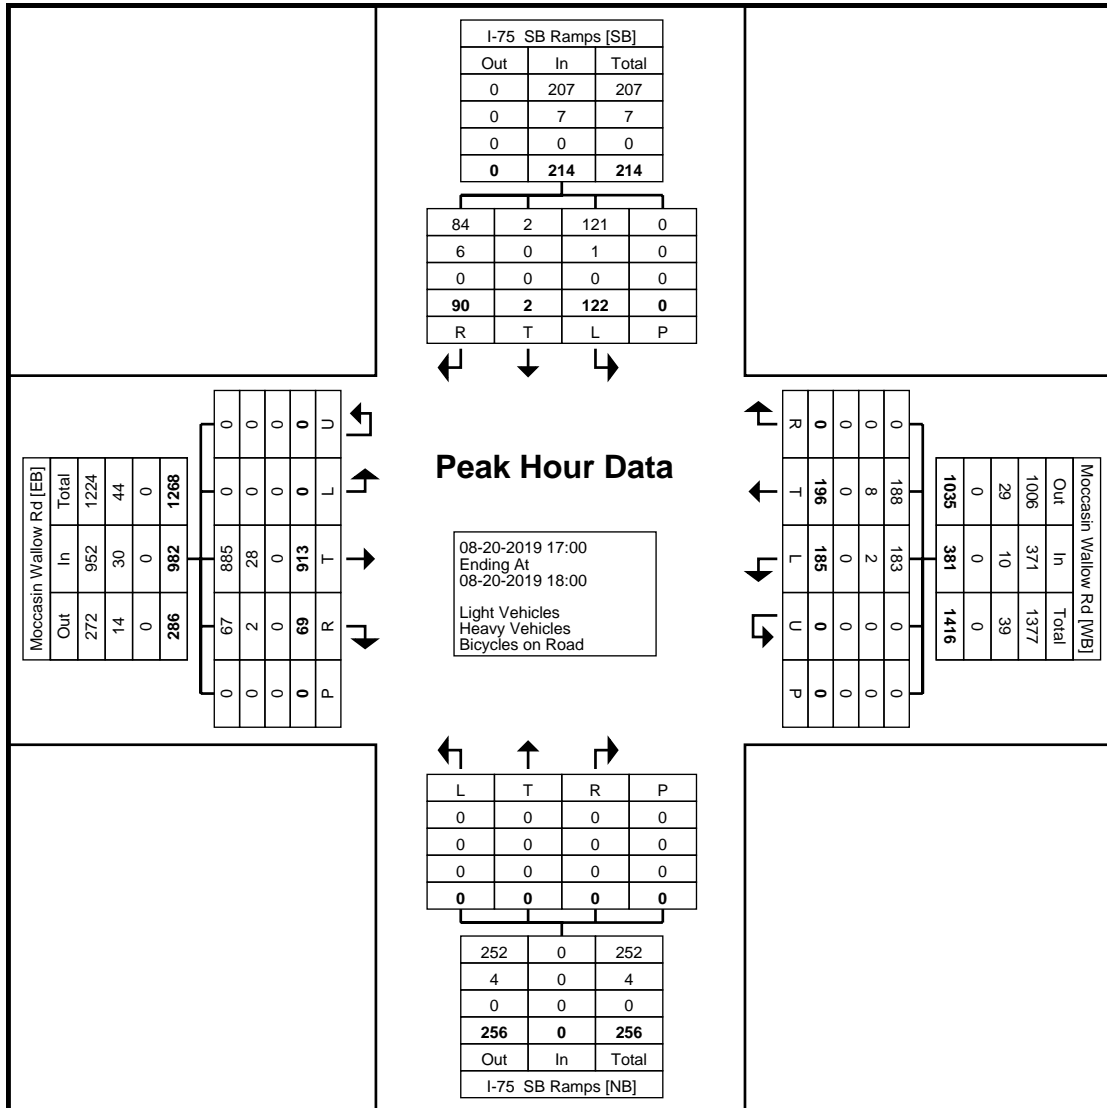 I-75 SB Ramps [SB]
Out In Total
0 207 207
0 7 7
0 0 0
0 214 214
84 2 121 0
6 0 1 0
0 0 0 0
90 2 122 0
R T L P
Moccasin Wallow Rd [EB]
Total In Out
1224 952 272
44 30 14
0 0 0
1268 982 286
0 0 885 67 0
0 0 28 2 0
0 0 0 0 0
0 0 913 69 0
U L T R P
Peak Hour Data
08-20-2019 17:00
Ending At
08-20-2019 18:00
Light Vehicles
Heavy Vehicles
Bicycles on Road
R T L U P
0 196 185 0 0
0 0 0 0 0
0 8 2 0 0
0 188 183 0 0
Moccasin Wallow Rd [WB]
Out In Total
1006 371 1377
29 10 39
0 0 0
1035 381 1416
L T R P
0 0 0 0
0 0 0 0
0 0 0 0
0 0 0 0
252 0 252
4 0 4
0 0 0
256 0 256
Out In Total
I-75 SB Ramps [NB]